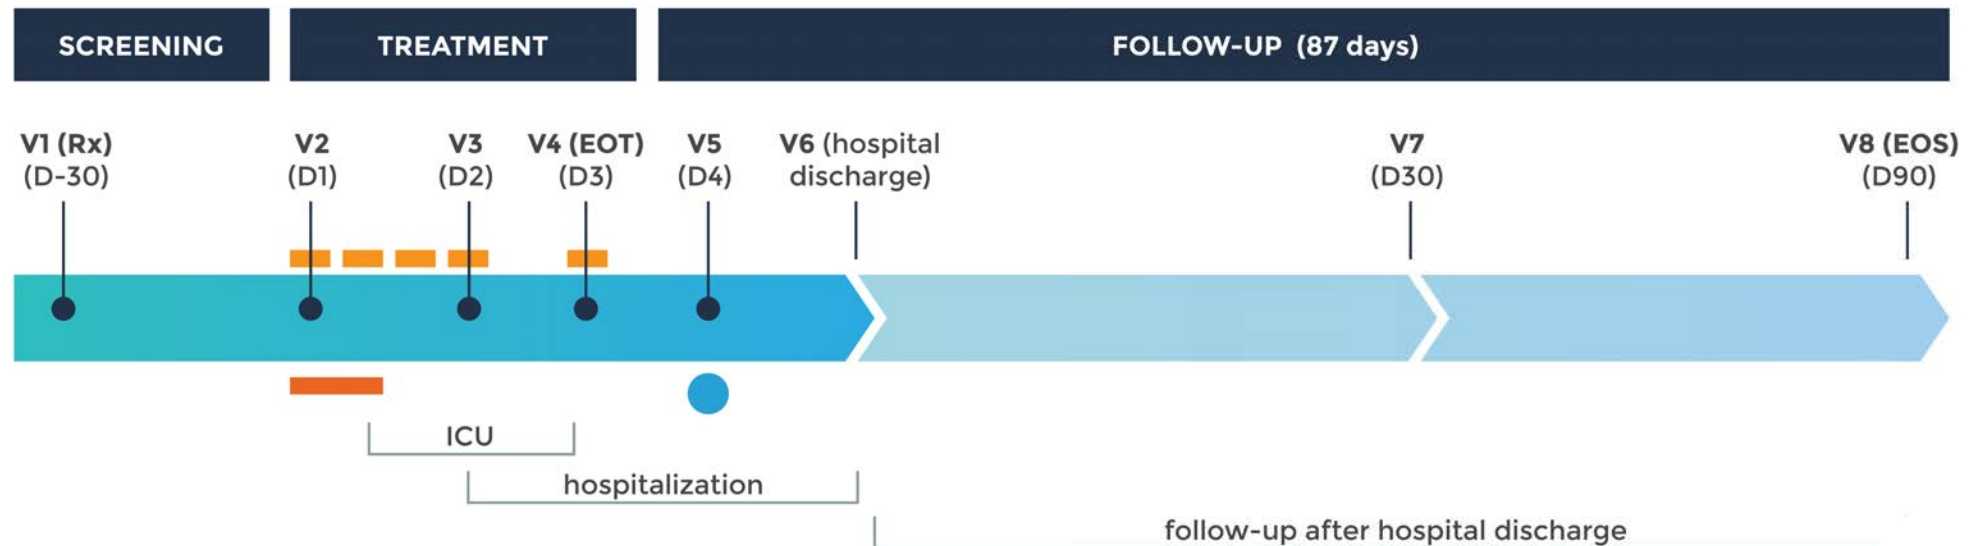 SCREENING
TREATMENT
FOLLOW-UP (87 days)
V1 (Rx)
(D-30)
V2
(D1)
V3
(D2)
V4 (EOT)
(D3)
V5
(D4)
V6 (hospital
discharge)
V7
(D30)
V8 (EOS)
(D90)
ICU
hospitalization
follow-up after hospital discharge